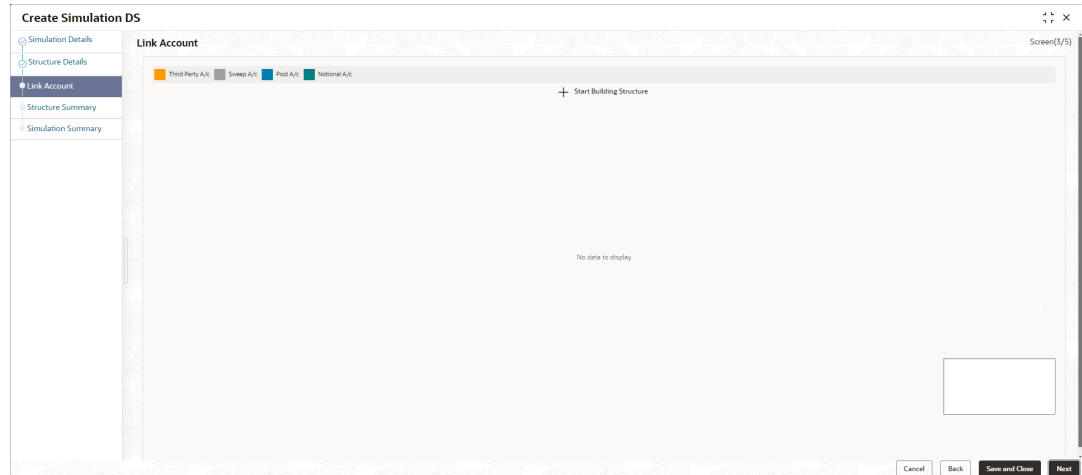 Create Simulation DS
Simulation Details
Structure Details
Link Account
Structure Summary
Simulation Summary
Link Account
Screen(3/5)
Third Party A/c Sweep A/c Pool A/c Notional A/c
Start Building Structure
No data to display
Cancel Back Save and Close Next